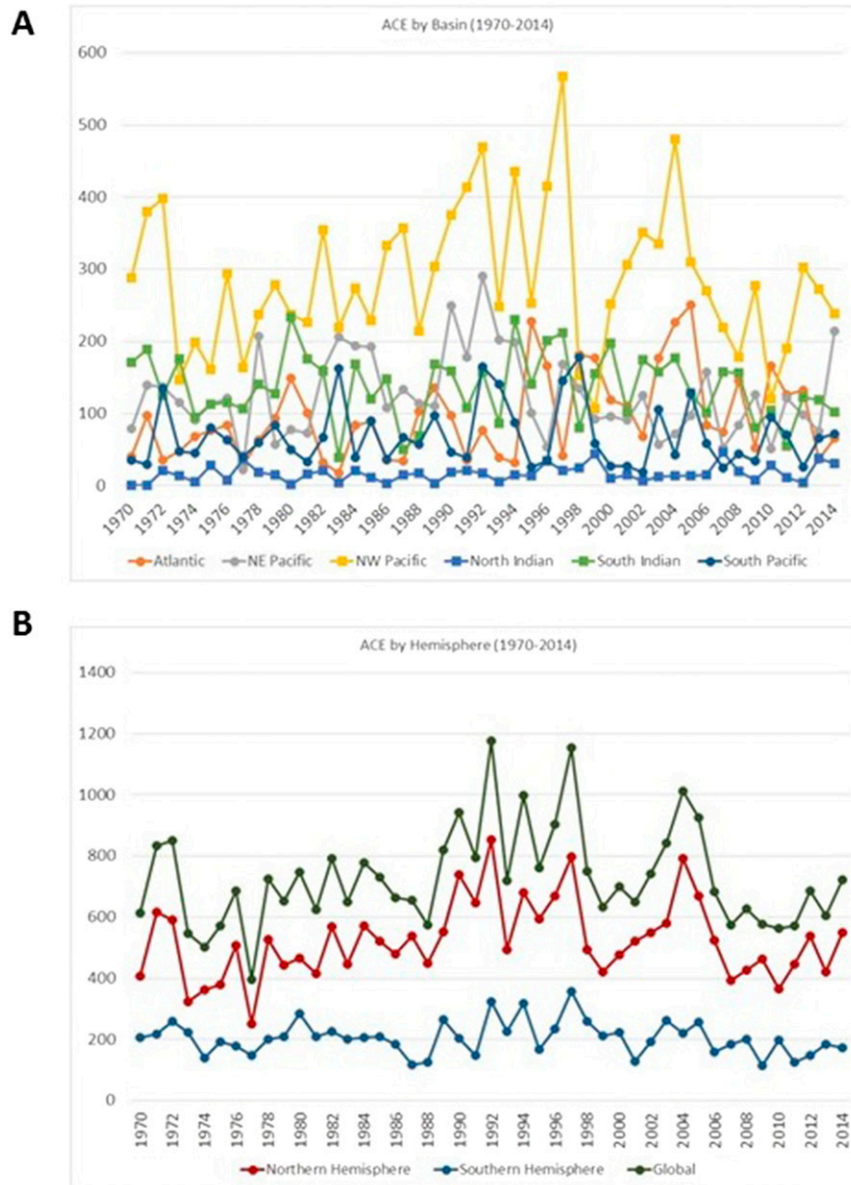 A
ACE by Basin (1970-2014)
600
500
400
300
200
100
0
1970 1972 1974 1976 1978 1980 1982 1984 1986 1988 1990 1992 1994 1996 1998 2000 2002 2004 2006 2008 2010 2012 2014
Atlantic NE Pacific NW Pacific North Indian South Indian South Pacific
B
ACE by Hemisphere (1970-2014)
1400
1200
1000
800
600
400
200
0
1970 1972 1974 1976 1978 1980 1982 1984 1986 1988 1990 1992 1994 1996 1998 2000 2002 2004 2006 2008 2010 2012 2014
Northern Hemisphere Southern Hemisphere Global